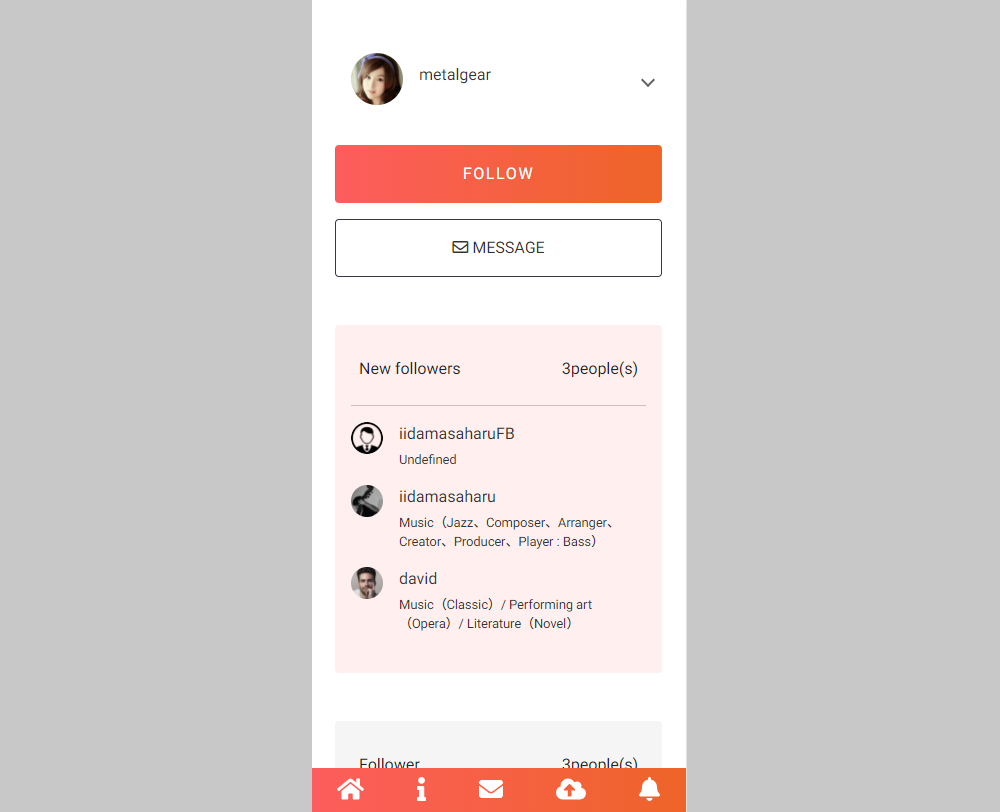 metalgear
FOLLOW
MESSAGE
New followers 3people(s)
iidamasaharuFB
Undefined
iidamasaharu
Music（Jazz、Composer、Arranger、
Creator、Producer、Player : Bass）
david
Music（Classic）/ Performing art
（Opera）/ Literature（Novel）
Follower 3people(s)